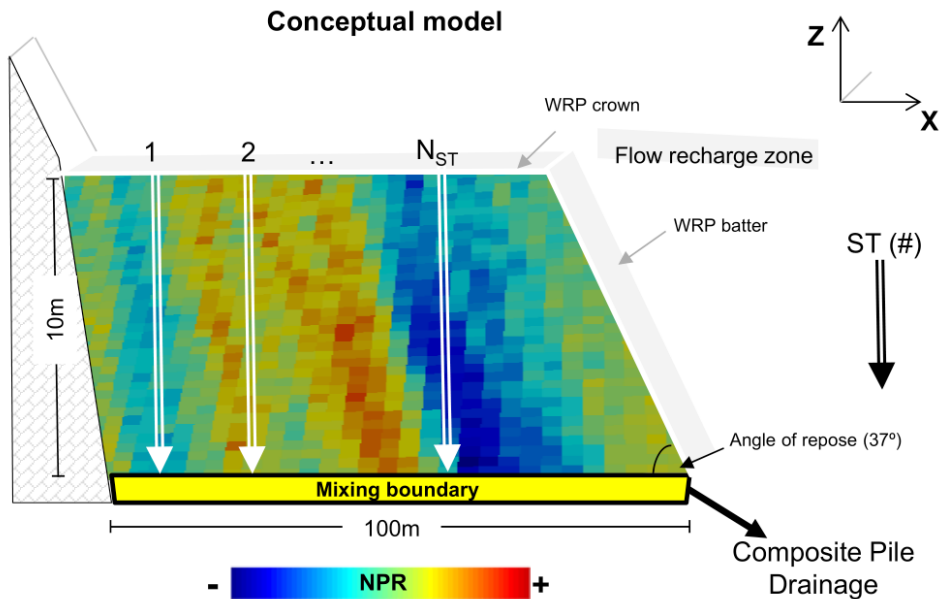 Conceptual model
Z
X
WRP crown
1
2
...
N_ST
Flow recharge zone
WRP batter
ST (#)
10m
Angle of repose (37º)
Mixing boundary
100m
Composite Pile
Drainage
- NPR +